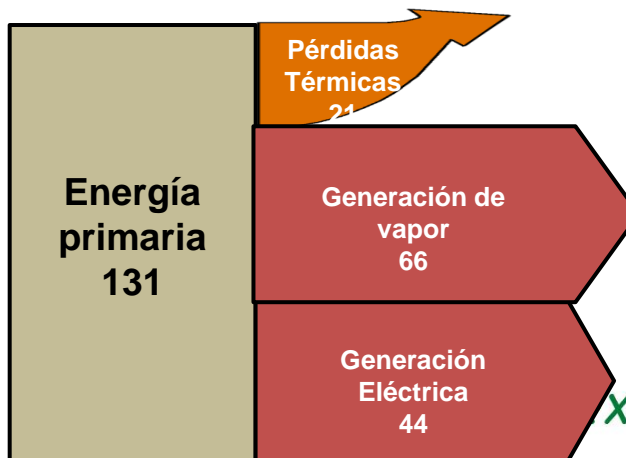 Pérdidas
Térmicas
21
Energía
primaria
131
Generación de
vapor
66
Generación
Eléctrica
44
x